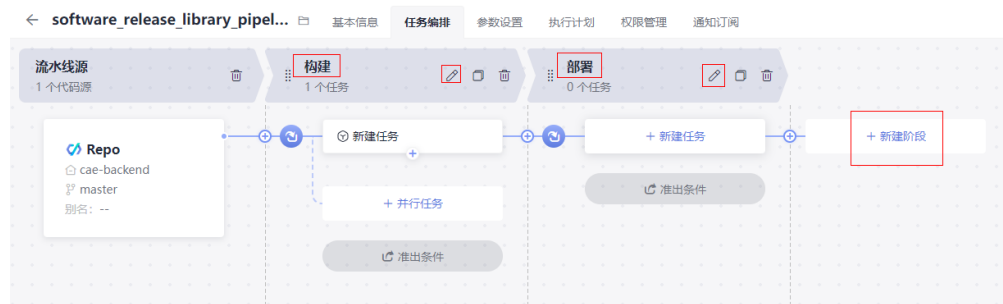 software_release_library_pipel...
基本信息
任务编排
参数设置
执行计划
权限管理
通知订阅
流水线源
1 个代码源
构建
1 个任务
部署
0 个任务
Repo
cae-backend
master
别名: --
新建任务
+ 并行任务
准出条件
+ 新建任务
准出条件
+ 新建阶段